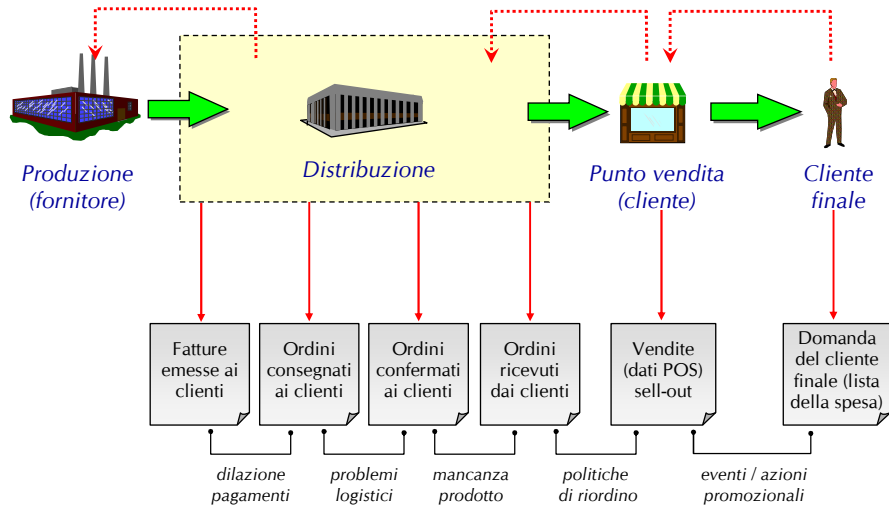 Produzione
(fornitore)
Distribuzione
Punto vendita
(cliente)
Cliente
finale
Fatture
emesse ai
clienti
Ordini
consegnati
ai clienti
Ordini
confermati
ai clienti
Ordini
ricevuti
dai clienti
Vendite
(dati POS)
sell-out
Domanda
del cliente
finale (lista
della spesa)
dilazione
pagamenti
problemi
logistici
mancanza
prodotto
politiche
di riordino
eventi / azioni
promozionali